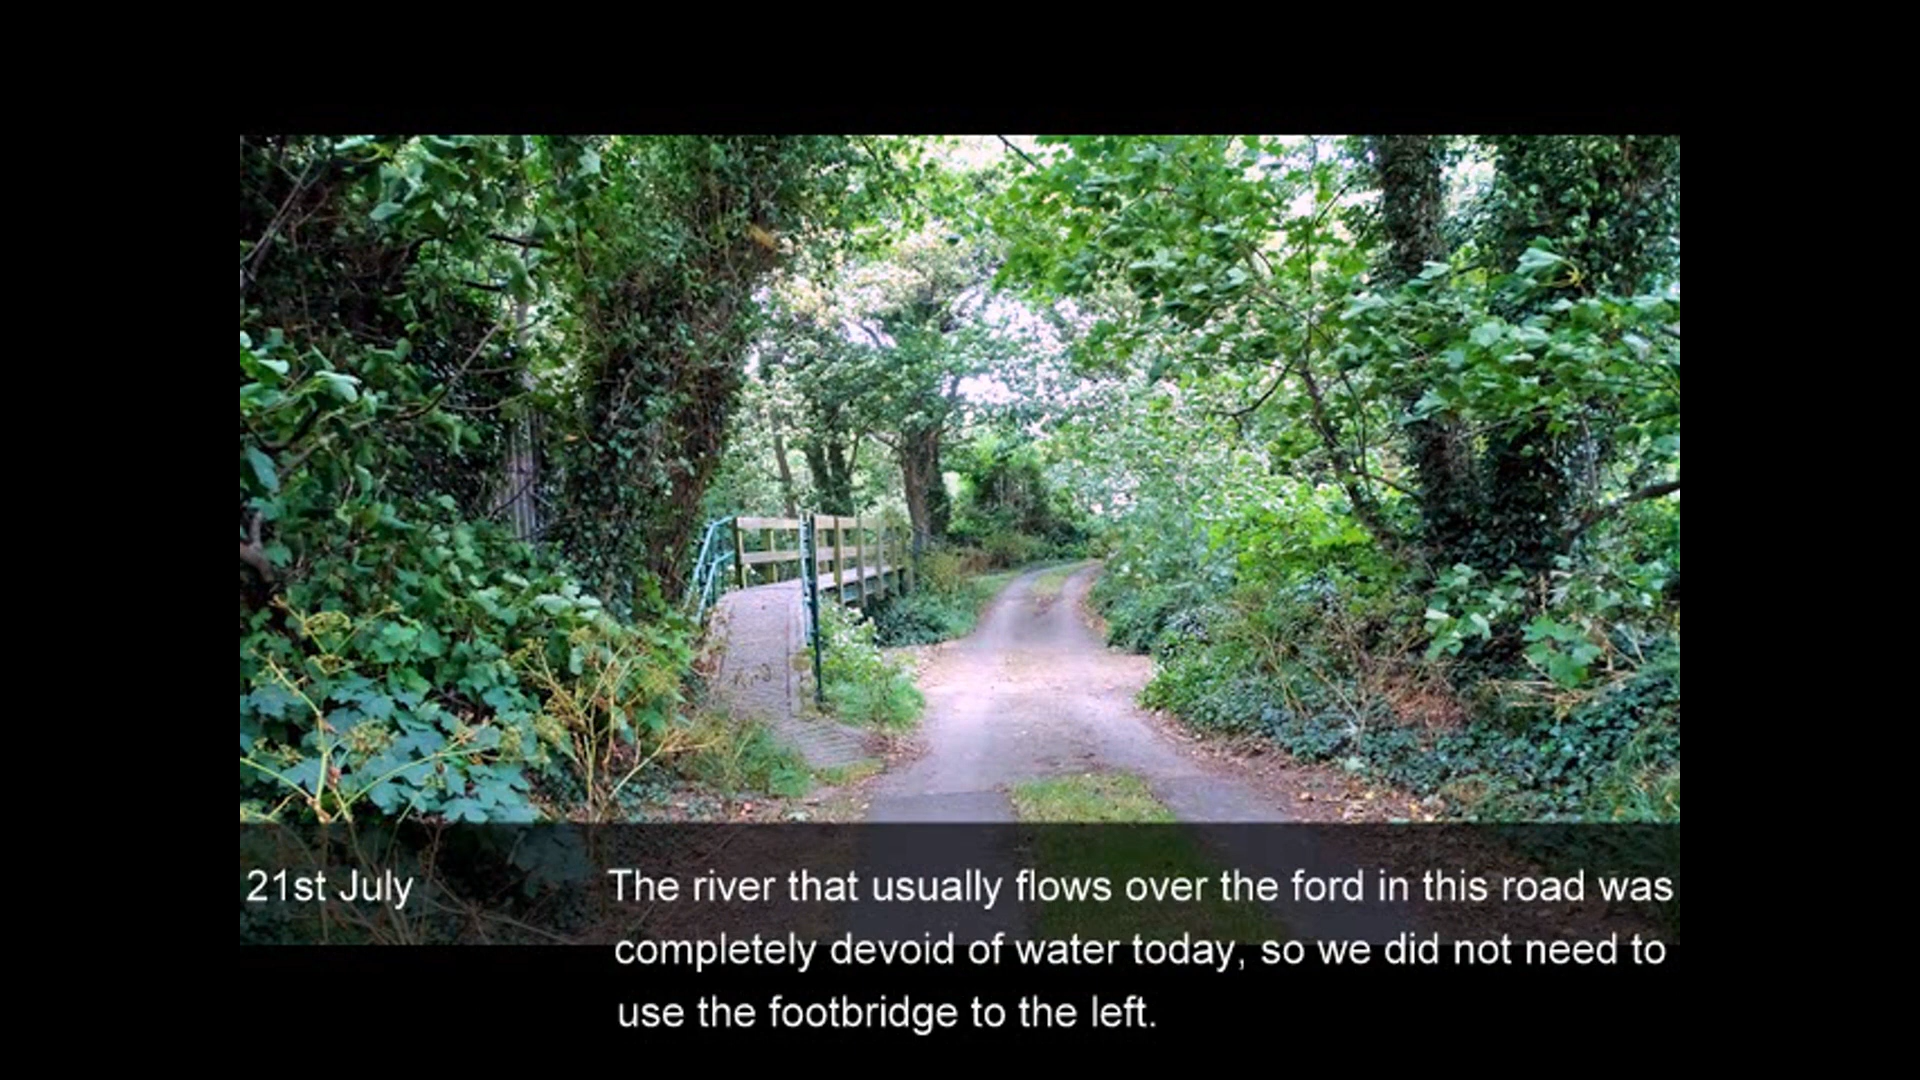 21st July
The river that usually flows over the ford in this road was
completely devoid of water today, so we did not need to
use the footbridge to the left.